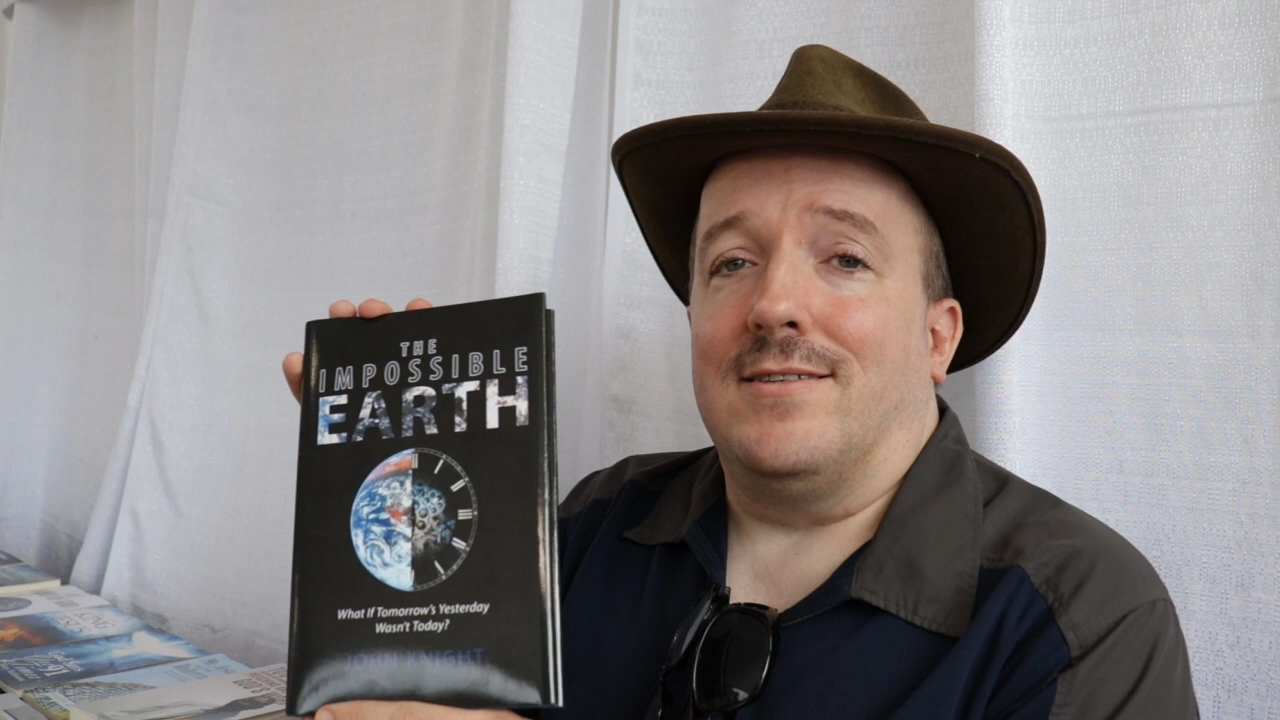 THE
IMPOSSIBLE
EARTH
What If Tomorrow's Yesterday
Wasn't Today?
JOHN KNIGHT